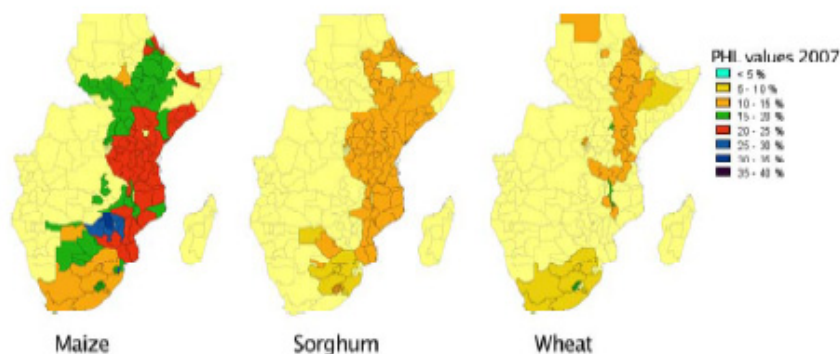 PHL values 2007
< 5 %
5 - 10 %
10 - 15 %
15 - 20 %
20 - 25 %
25 - 30 %
30 - 35 %
35 - 40 %
Maize
Sorghum
Wheat